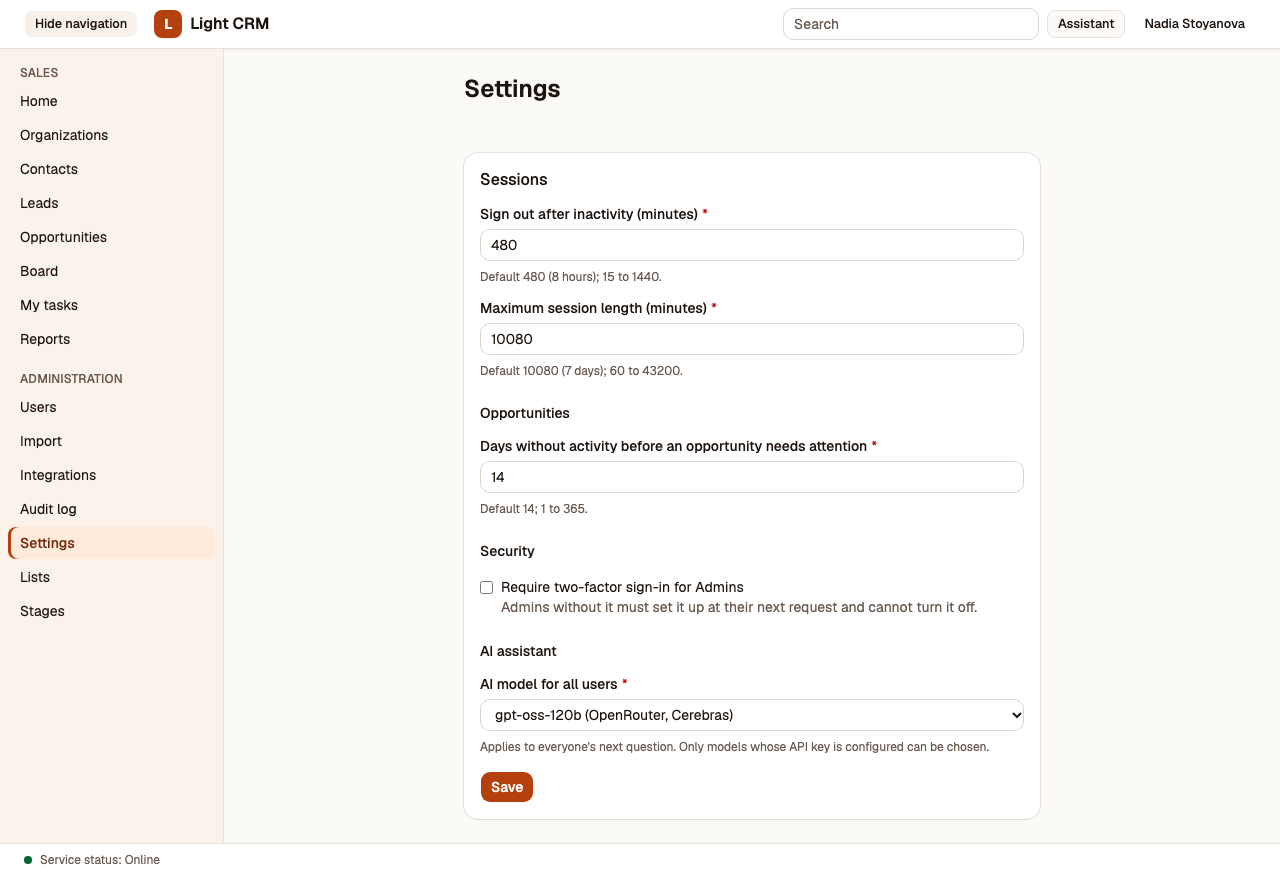 Hide navigation
L
Light CRM
Search
Assistant
Nadia Stoyanova
SALES
Home
Organizations
Contacts
Leads
Opportunities
Board
My tasks
Reports
ADMINISTRATION
Users
Import
Integrations
Audit log
Settings
Lists
Stages
Settings
Sessions
Sign out after inactivity (minutes) *
480
Default 480 (8 hours); 15 to 1440.
Maximum session length (minutes) *
10080
Default 10080 (7 days); 60 to 43200.
Opportunities
Days without activity before an opportunity needs attention *
14
Default 14; 1 to 365.
Security
Require two-factor sign-in for Admins
Admins without it must set it up at their next request and cannot turn it off.
AI assistant
AI model for all users *
gpt-oss-120b (OpenRouter, Cerebras)
Applies to everyone's next question. Only models whose API key is configured can be chosen.
Save
Service status: Online